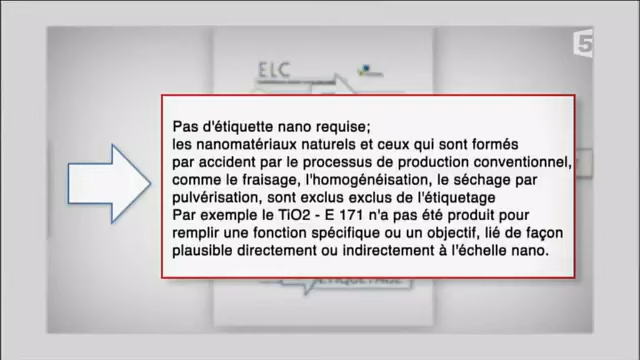 5
ELC
Pas d'étiquette nano requise;
les nanomatériaux naturels et ceux qui sont formés
par accident par le processus de production conventionnel,
comme le fraisage, l'homogénéisation, le séchage par
pulvérisation, sont exclus exclus de l'étiquetage
Par exemple le TiO2 - E 171 n'a pas été produit pour
remplir une fonction spécifique ou un objectif, lié de façon
plausible directement ou indirectement à l'échelle nano.
ETIQUETAGE